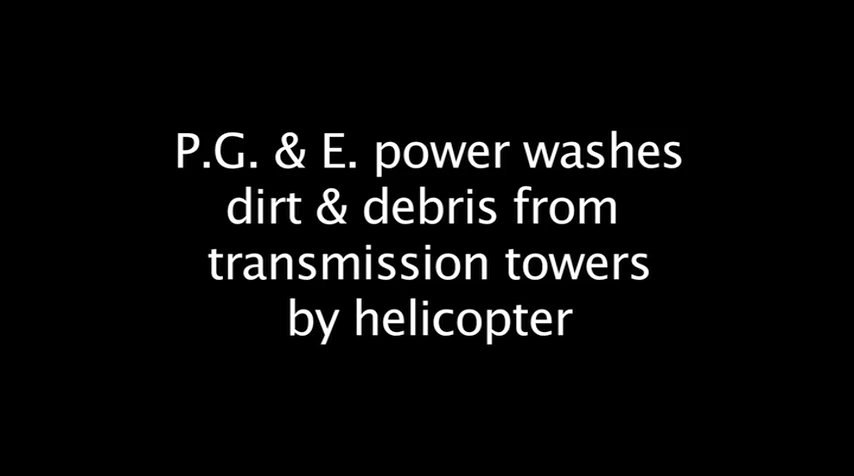 P.G. & E. power washes
dirt & debris from
transmission towers
by helicopter